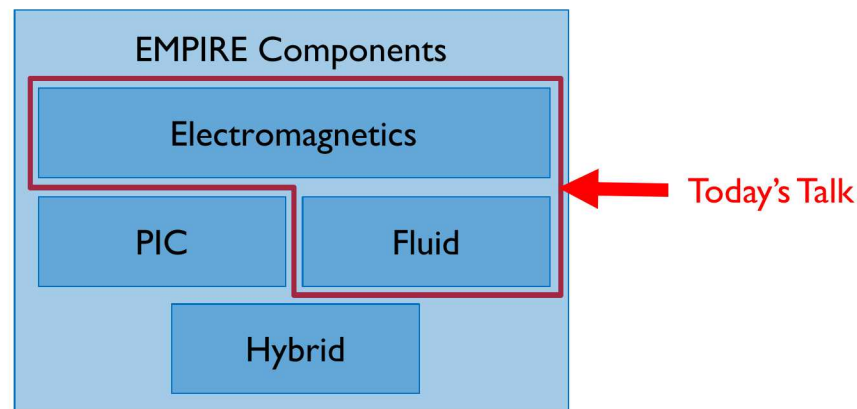 EMPIRE Components
Electromagnetics
Today's Talk
PIC
Fluid
Hybrid